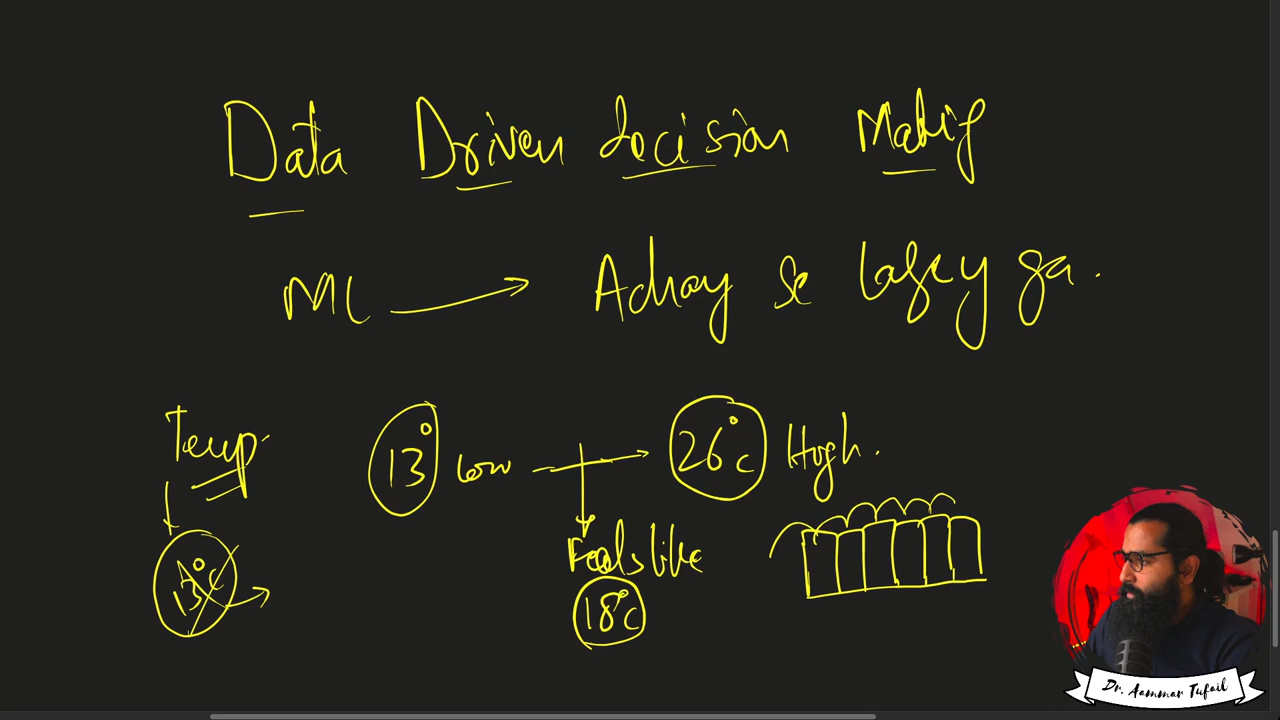 Data Driven decision Making
ML → Achay se
ga.
Temp.
13° Low → 26°C High.
13°C
Feels like
18°C
Dr. Aammar Tufail